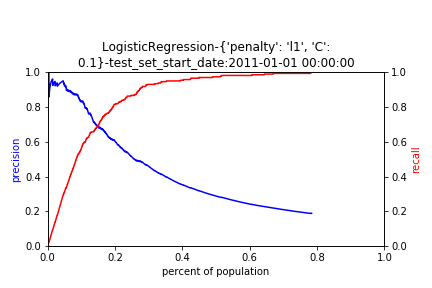 LogisticRegression-{'penalty': 'l1', 'C':
0.1}-test_set_start_date:2011-01-01 00:00:00
1.0
0.8
0.6
0.4
0.2
0.0
precision
1.0
0.8
0.6
0.4
0.2
0.0
recall
0.0 0.2 0.4 0.6 0.8 1.0
percent of population